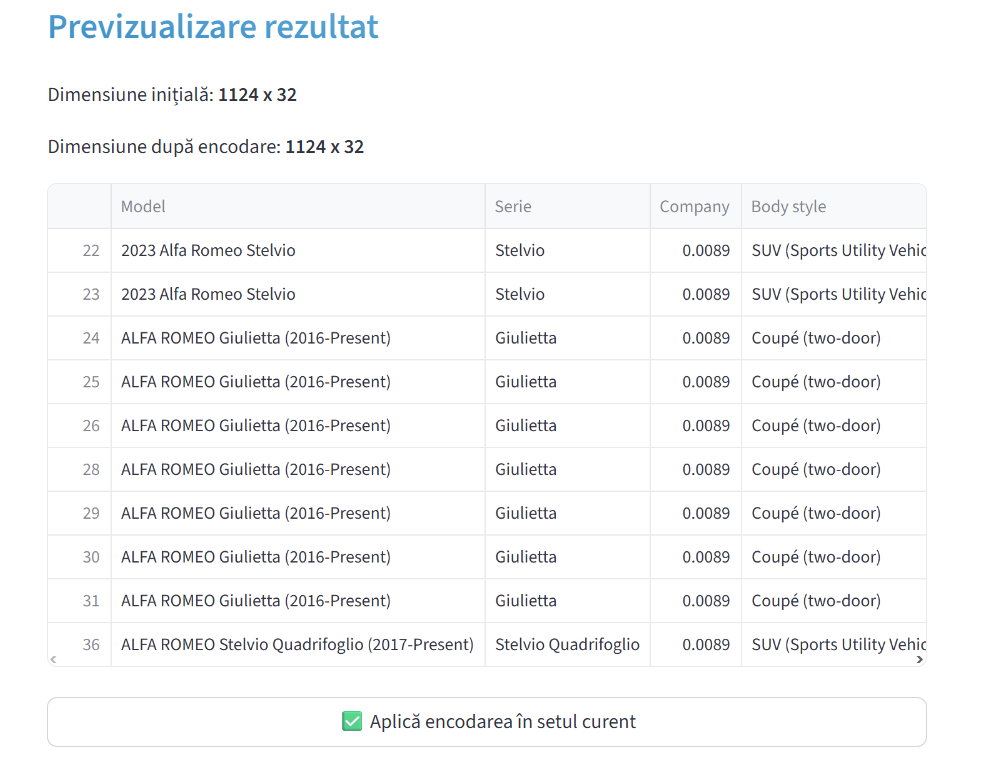 Previzualizare rezultat
Dimensiune inițială: 1124 x 32
Dimensiune după encodare: 1124 x 32
Model Serie Company Body style
22 2023 Alfa Romeo Stelvio Stelvio 0.0089 SUV (Sports Utility Vehic
23 2023 Alfa Romeo Stelvio Stelvio 0.0089 SUV (Sports Utility Vehic
24 ALFA ROMEO Giulietta (2016-Present) Giulietta 0.0089 Coupé (two-door)
25 ALFA ROMEO Giulietta (2016-Present) Giulietta 0.0089 Coupé (two-door)
26 ALFA ROMEO Giulietta (2016-Present) Giulietta 0.0089 Coupé (two-door)
28 ALFA ROMEO Giulietta (2016-Present) Giulietta 0.0089 Coupé (two-door)
29 ALFA ROMEO Giulietta (2016-Present) Giulietta 0.0089 Coupé (two-door)
30 ALFA ROMEO Giulietta (2016-Present) Giulietta 0.0089 Coupé (two-door)
31 ALFA ROMEO Giulietta (2016-Present) Giulietta 0.0089 Coupé (two-door)
36 ALFA ROMEO Stelvio Quadrifoglio (2017-Present) Stelvio Quadrifoglio 0.0089 SUV (Sports Utility Vehic
✅ Aplică encodarea în setul curent